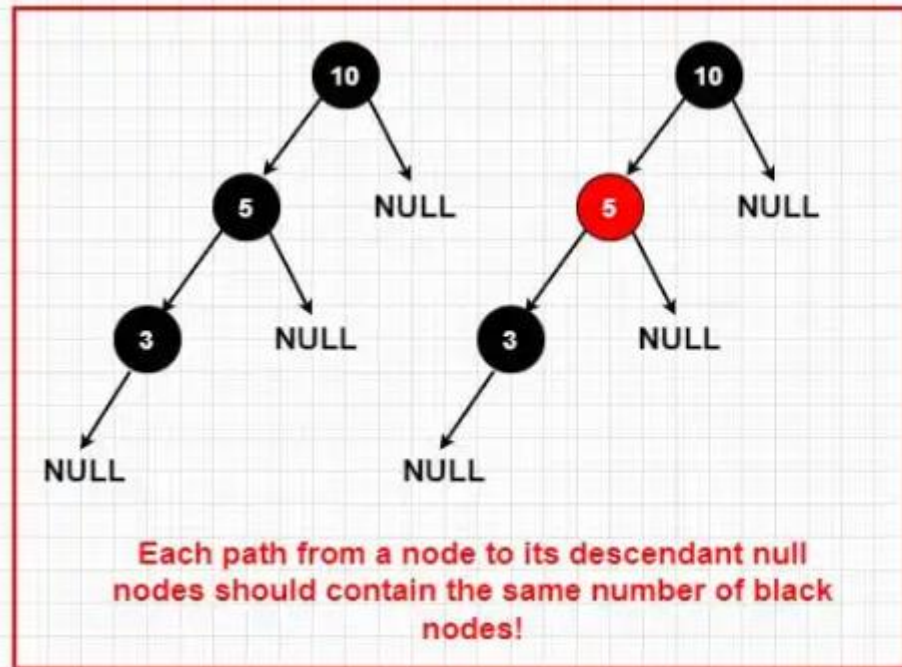 10 10
5 NULL 5 NULL
3 NULL 3 NULL
NULL NULL
Each path from a node to its descendant null
nodes should contain the same number of black
nodes!